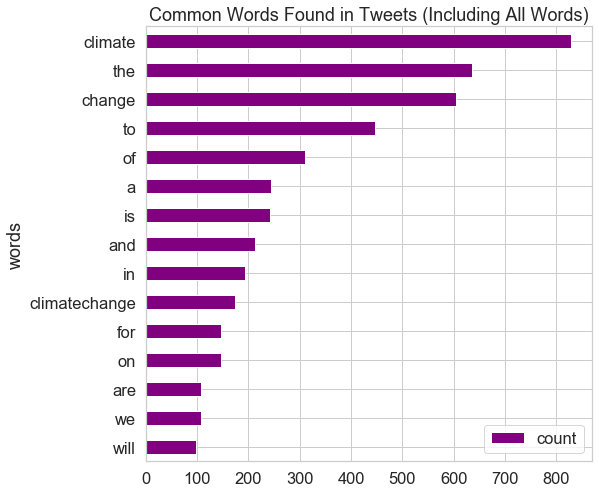 Common Words Found in Tweets (Including All Words)
climate
the
change
to
of
a
is
and
in
climatechange
for
on
are
we
will
words
count
0 100 200 300 400 500 600 700 800